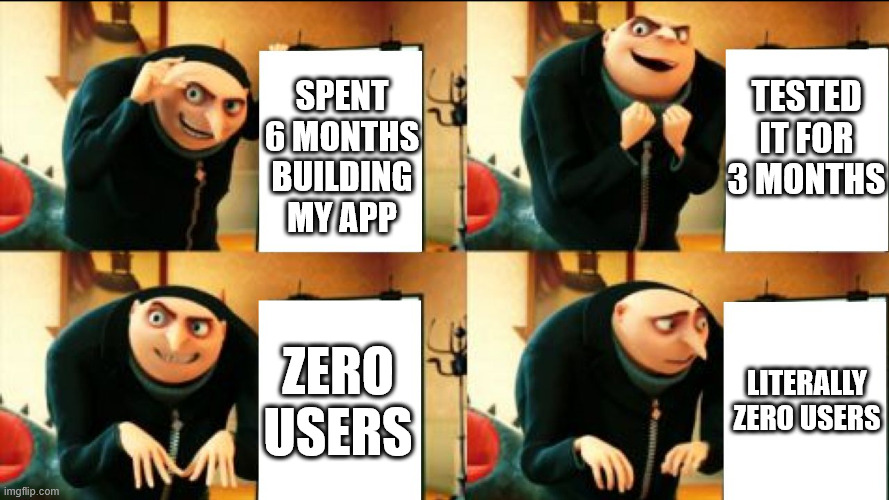 SPENT
6 MONTHS
BUILDING
MY APP
TESTED
IT FOR
3 MONTHS
ZERO
USERS
LITERALLY
ZERO USERS
imgflip.com